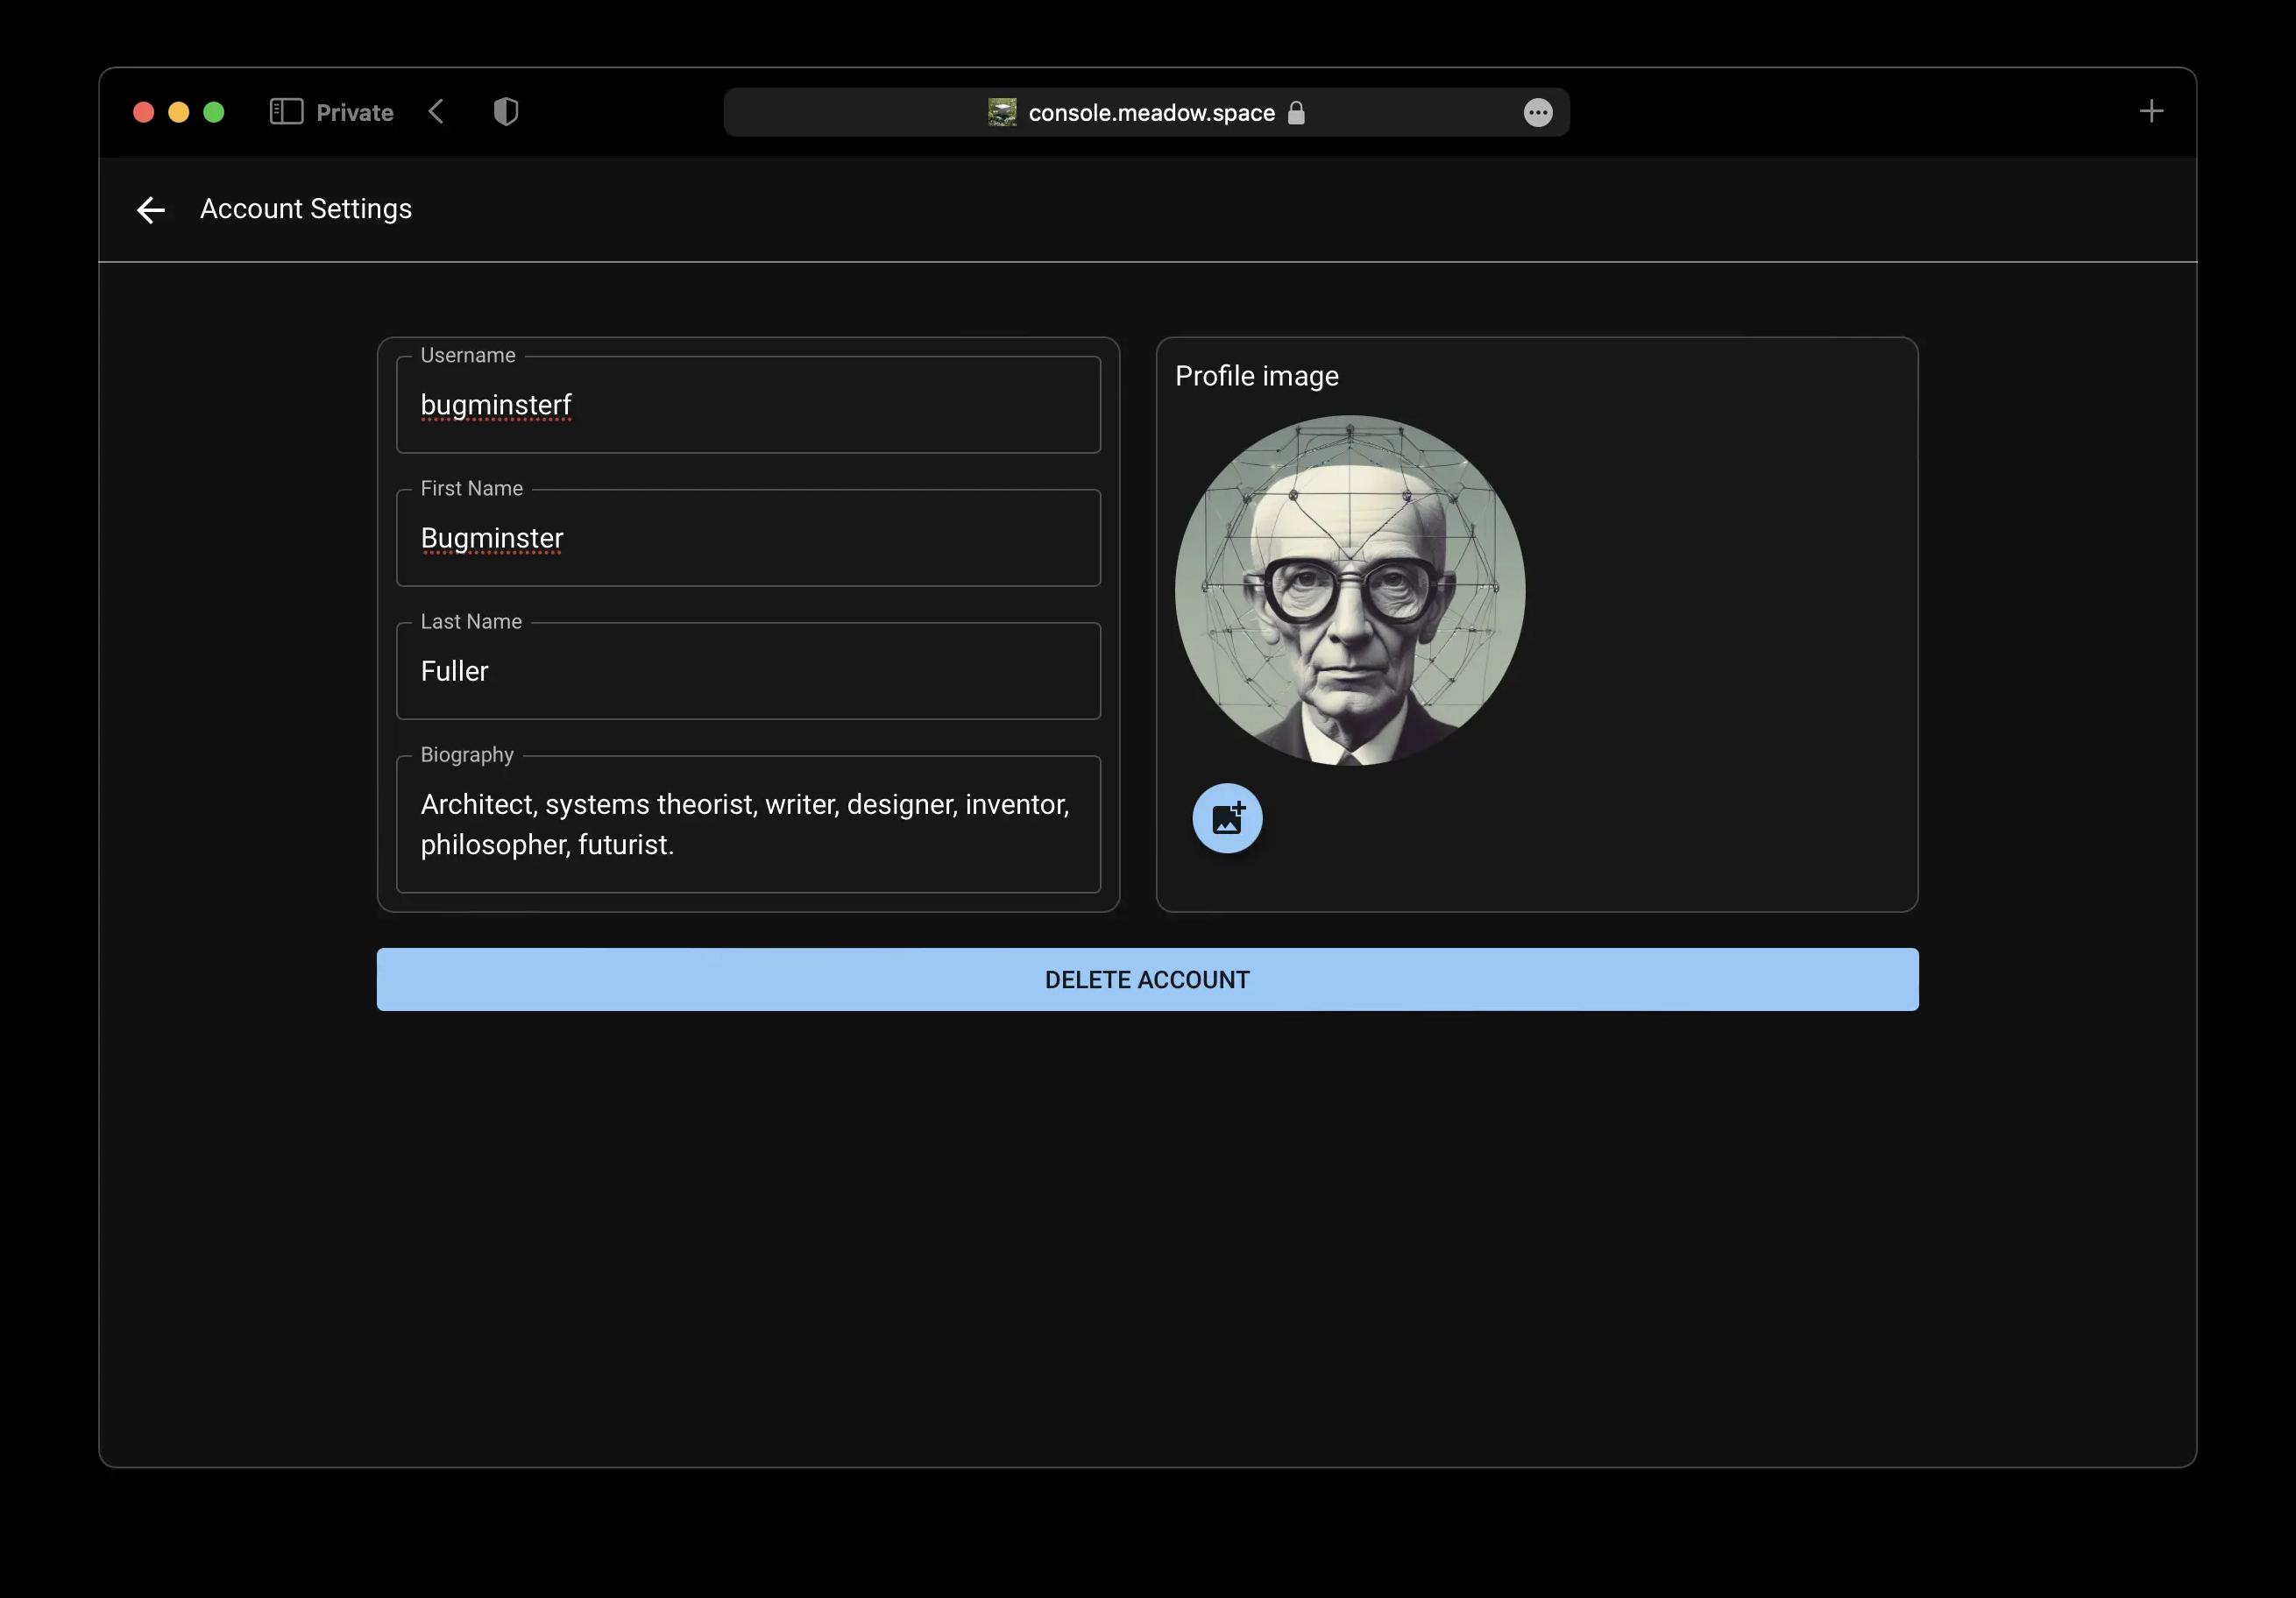 Private
console.meadow.space
Account Settings
Username
bugminsterf
First Name
Bugminster
Last Name
Fuller
Biography
Architect, systems theorist, writer, designer, inventor,
philosopher, futurist.
Profile image
DELETE ACCOUNT